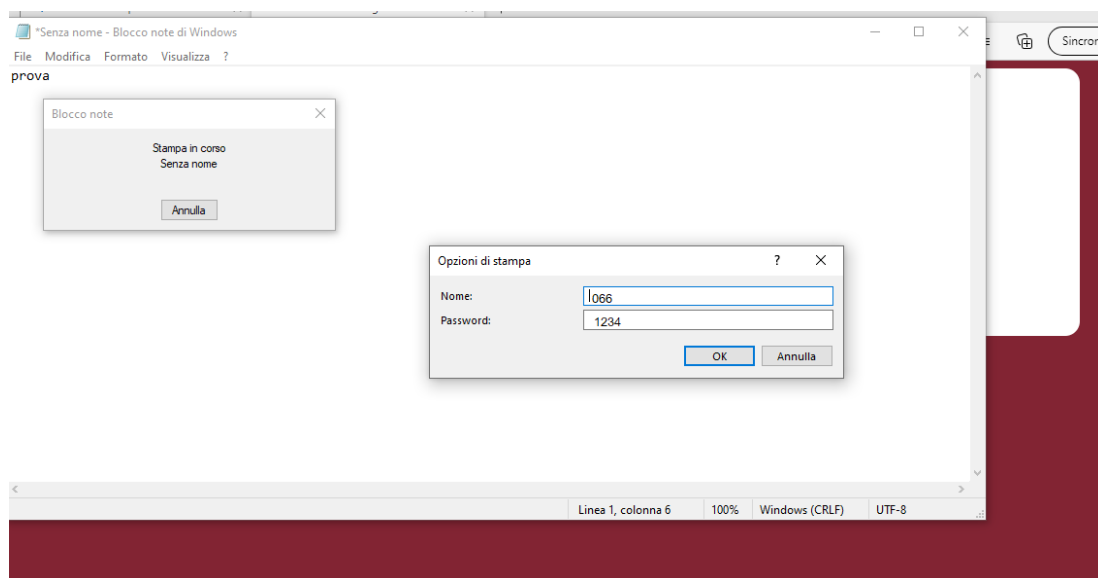 *Senza nome - Blocco note di Windows
File Modifica Formato Visualizza ?
prova
Blocco note
Stampa in corso
Senza nome
Annulla
Opzioni di stampa ?
Nome: 066
Password: 1234
OK Annulla
Linea 1, colonna 6 100% Windows (CRLF) UTF-8
Sincror